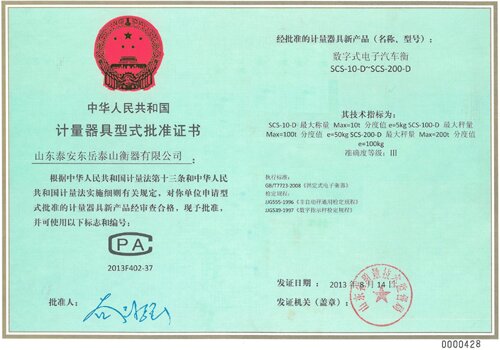 中华人民共和国
计量器具型式批准证书
山东泰安东岳泰山衡器有限公司：
根据中华人民共和国计量法第十三条和中华人
民共和国计量法实施细则有关规定，对你单位申请型
式批准的计量器具新产品经审查合格，现予批准，
并可使用以下标志和编号：
CPA
2013F402-37
批准人：
经批准的计量器具新产品（名称、型号）：
数字式电子汽车衡
SCS-10-D~SCS-200-D
其技术指标为：
SCS-10-D 最大称量 Max=10t 分度值 e=5kg SCS-100-D 最大秤量
Max=100t 分度值 e=50kg SCS-200-D 最大秤量 Max=200t 分度值
e=100kg
准确度等级：III
执行标准：
GB/T7723-2008《固定式电子衡器》
检定规程：
JJG555-1996《非自动秤通用检定规程》
JJG539-1997《数字指示秤检定规程》
发证日期：2013 年 8 月 14 日
发证机关（盖章）：
0000428